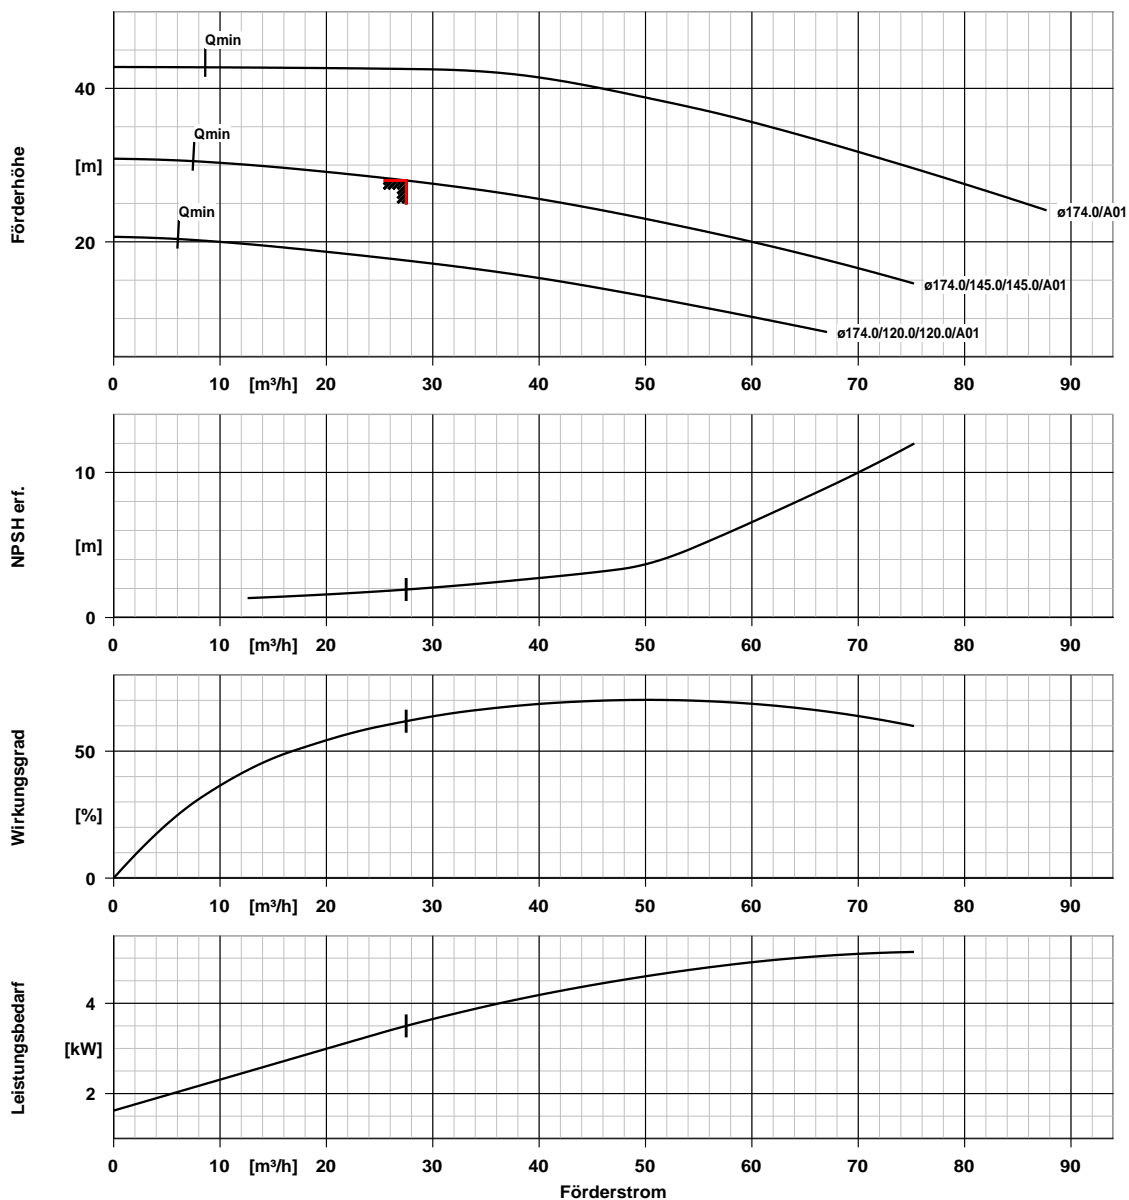 Qmin
40
Qmin
[m]
Förderhöhe
Qmin
ø174.0/A01
20
ø174.0/145.0/145.0/A01
ø174.0/120.0/120.0/A01
0 10 [m³/h] 20 30 40 50 60 70 80 90
10
NPSH erf.
[m]
0
0 10 [m³/h] 20 30 40 50 60 70 80 90
50
Wirkungsgrad
[%]
0
0 10 [m³/h] 20 30 40 50 60 70 80 90
4
Leistungsbedarf
[kW]
2
0 10 [m³/h] 20 30 40 50 60 70 80 90
Förderstrom